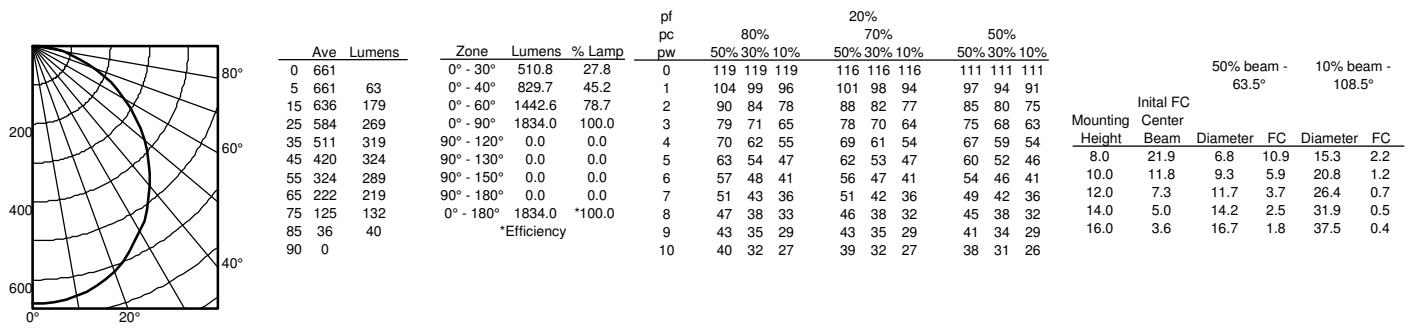 80°
60°
40°
200
400
600
0° 20°
Ave Lumens
0 661
5 661 63
15 636 179
25 584 269
35 511 319
45 420 324
55 324 289
65 222 219
75 125 132
85 36 40
90 0
Zone Lumens % Lamp
0° - 30° 510.8 27.8
0° - 40° 829.7 45.2
0° - 60° 1442.6 78.7
0° - 90° 1834.0 100.0
90° - 120° 0.0 0.0
90° - 130° 0.0 0.0
90° - 150° 0.0 0.0
90° - 180° 0.0 0.0
0° - 180° 1834.0 *100.0
*Efficiency
pf 20%
pc 80% 70% 50%
pw 50% 30% 10% 50% 30% 10% 50% 30% 10%
0 119 119 119 116 116 116 111 111 111
1 104 99 96 101 98 94 97 94 91
2 90 84 78 88 82 77 85 80 75
3 79 71 65 78 70 64 75 68 63
4 70 62 55 69 61 54 67 59 54
5 63 54 47 62 53 47 60 52 46
6 57 48 41 56 47 41 54 46 41
7 51 43 36 51 42 36 49 42 36
8 47 38 33 46 38 32 45 38 32
9 43 35 29 43 35 29 41 34 29
10 40 32 27 39 32 27 38 31 26
50% beam - 10% beam -
63.5° 108.5°
Inital FC
Mounting Center
Height Beam Diameter FC Diameter FC
8.0 21.9 6.8 10.9 15.3 2.2
10.0 11.8 9.3 5.9 20.8 1.2
12.0 7.3 11.7 3.7 26.4 0.7
14.0 5.0 14.2 2.5 31.9 0.5
16.0 3.6 16.7 1.8 37.5 0.4